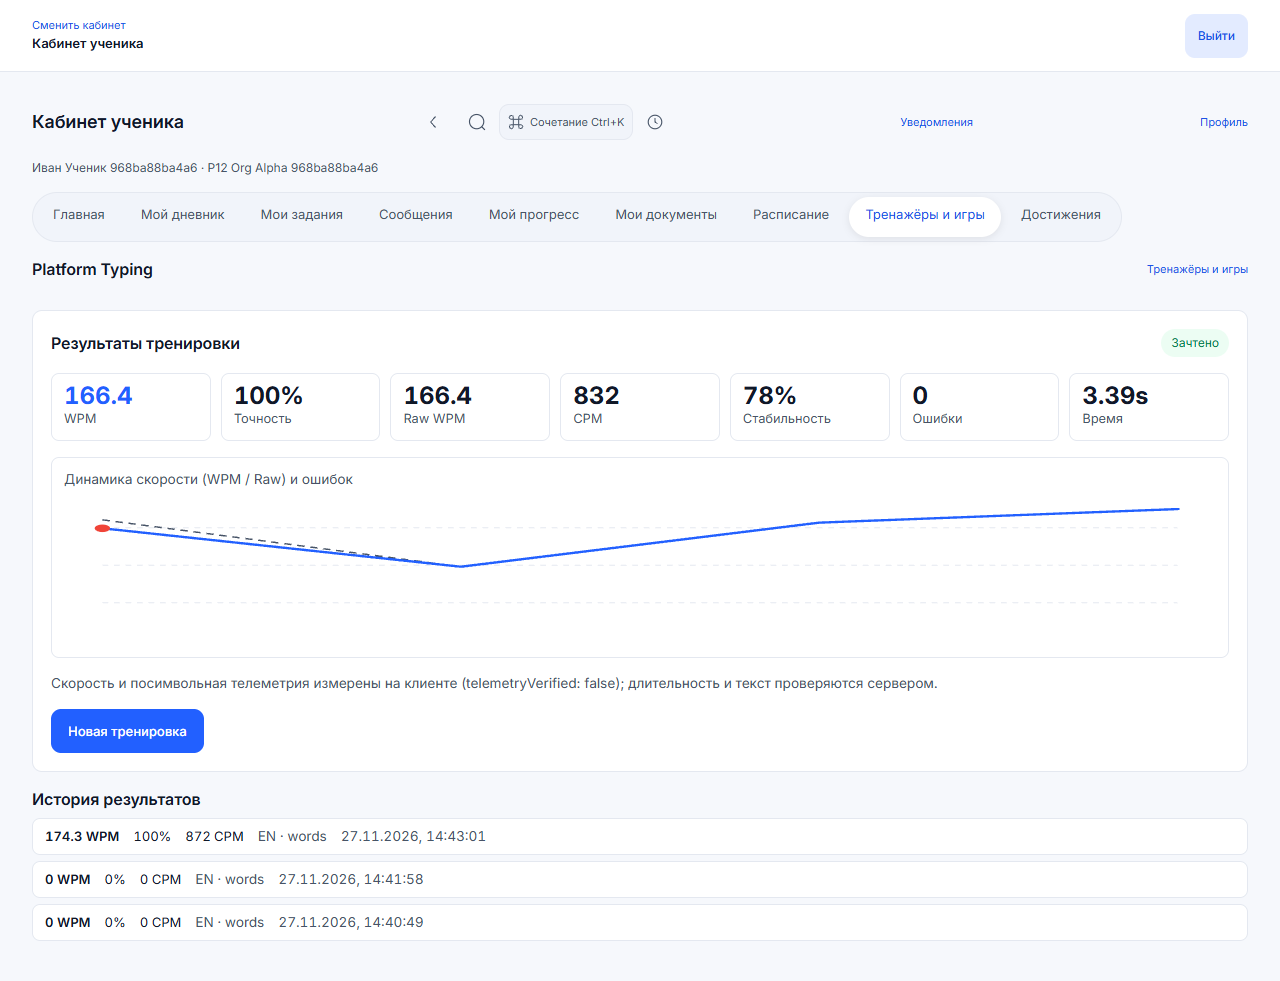 Сменить кабинет
Кабинет ученика
Выйти
Кабинет ученика
Сочетание Ctrl+K
Уведомления
Профиль
Иван Ученик 968ba88ba4a6 · P12 Org Alpha 968ba88ba4a6
Главная
Мой дневник
Мои задания
Сообщения
Мой прогресс
Мои документы
Расписание
Тренажёры и игры
Достижения
Platform Typing
Тренажёры и игры
Результаты тренировки
Зачтено
166.4
WPM
100%
Точность
166.4
Raw WPM
832
CPM
78%
Стабильность
0
Ошибки
3.39s
Время
Динамика скорости (WPM / Raw) и ошибок
Скорость и посимвольная телеметрия измерены на клиенте (telemetryVerified: false); длительность и текст проверяются сервером.
Новая тренировка
История результатов
174.3 WPM 100% 872 CPM EN · words 27.11.2026, 14:43:01
0 WPM 0% 0 CPM EN · words 27.11.2026, 14:41:58
0 WPM 0% 0 CPM EN · words 27.11.2026, 14:40:49